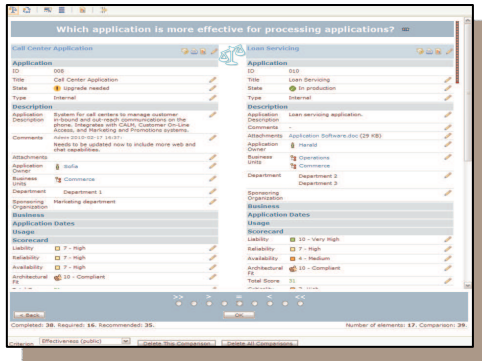 Which application is more effective for processing applications?
Call Center Application
Loan Servicing
Application
ID 008
Title Call Center Application
State Upgrade needed
Type Internal
Description
Application Description System for call centers to manage customer in-bound and out-reach communications on the phone. Integrates with CALM, Customer On-Line Access, and Marketing and Promotions systems.
Comments 2010-02-17 16:57:
Needs to be updated now to include more web and chat capabilities.
Attachments
Application Owner Sofia
Business Units Commerce
Department Department 1
Sponsoring Organization Marketing department
Business
Application Dates
Usage
Scorecard
Liability 7 - High
Reliability 7 - High
Availability 7 - High
Architectural Fit 10 - Compliant
Application
ID 010
Title Loan Servicing
State In production
Type Internal
Description
Application Description Loan servicing application.
Comments -
Attachments Application Software.doc (29 KB)
Application Owner Harald
Business Units Operations
Commerce
Department Department 2
Department 3
Sponsoring Organization
Business
Application Dates
Usage
Scorecard
Liability 10 - Very High
Reliability 7 - High
Availability 4 - Medium
Architectural Fit 10 - Compliant
Total Score 31
>> > = < <<
< Back
OK
Completed: 38. Required: 16. Recommended: 35.
Number of elements: 17. Comparison: 39.
Criterion Effectiveness (public)
Delete This Comparison
Delete All Comparisons